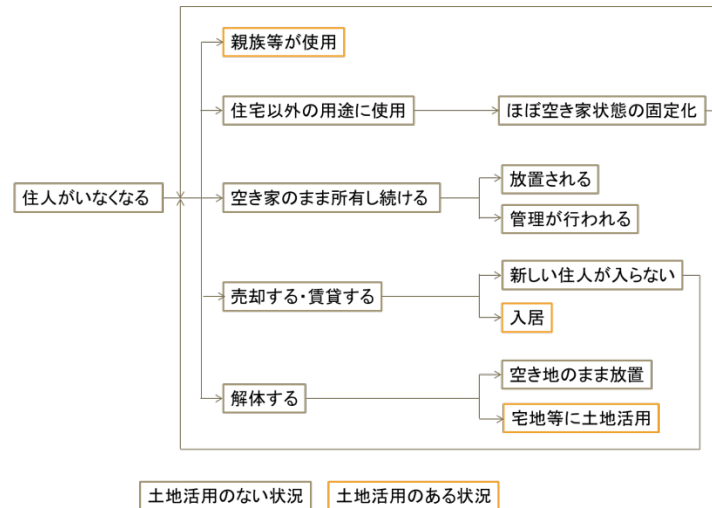 親族等が使用
住宅以外の用途に使用
ほぼ空き家状態の固定化
住人がいなくなる
空き家のまま所有し続ける
放置される
管理が行われる
売却する・賃貸する
新しい住人が入らない
入居
解体する
空き地のまま放置
宅地等に土地活用
土地活用のない状況
土地活用のある状況